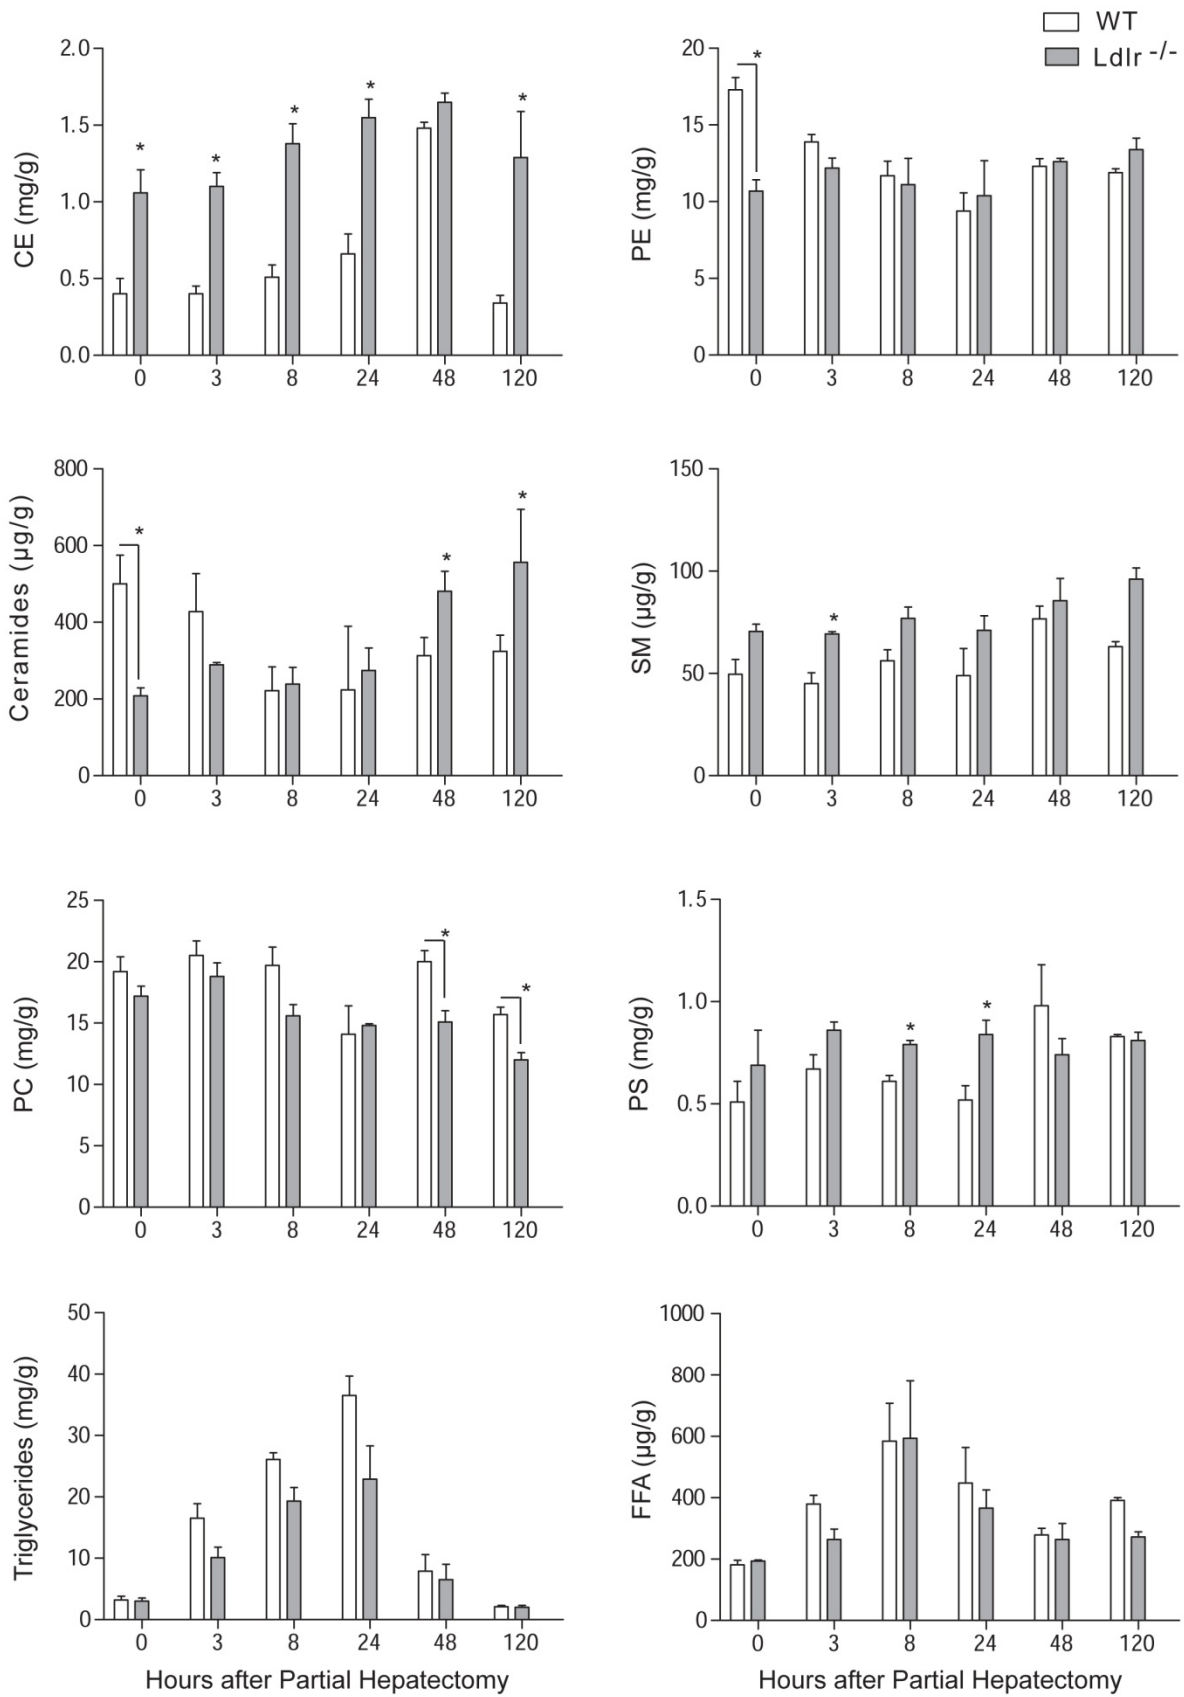 WT
Ldlr -/-
CE (mg/g)
2.0
1.5
1.0
0.5
0.0
* * * * *
0 3 8 24 48 120
PE (mg/g)
20
15
10
5
0
*
0 3 8 24 48 120
Ceramides (µg/g)
800
600
400
200
0
* * *
0 3 8 24 48 120
SM (µg/g)
150
100
50
0
*
0 3 8 24 48 120
PC (mg/g)
25
20
15
10
5
0
* *
0 3 8 24 48 120
PS (mg/g)
1.5
1.0
0.5
0.0
* *
0 3 8 24 48 120
Triglycerides (mg/g)
50
40
30
20
10
0
0 3 8 24 48 120
Hours after Partial Hepatectomy
FFA (µg/g)
1000
800
600
400
200
0
0 3 8 24 48 120
Hours after Partial Hepatectomy